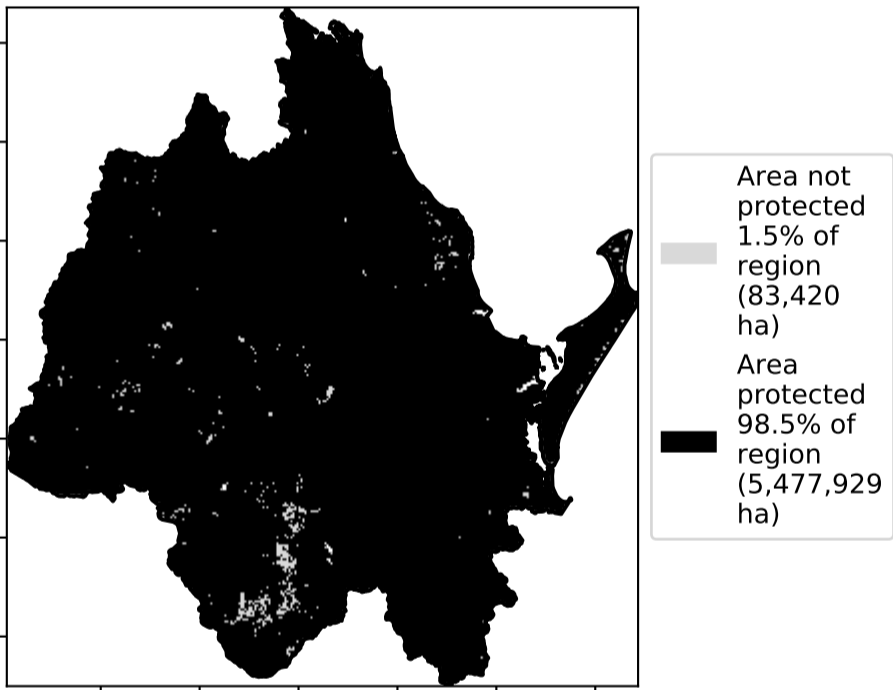 Area not
protected
1.5% of
region
(83,420
ha)
Area
protected
98.5% of
region
(5,477,929
ha)